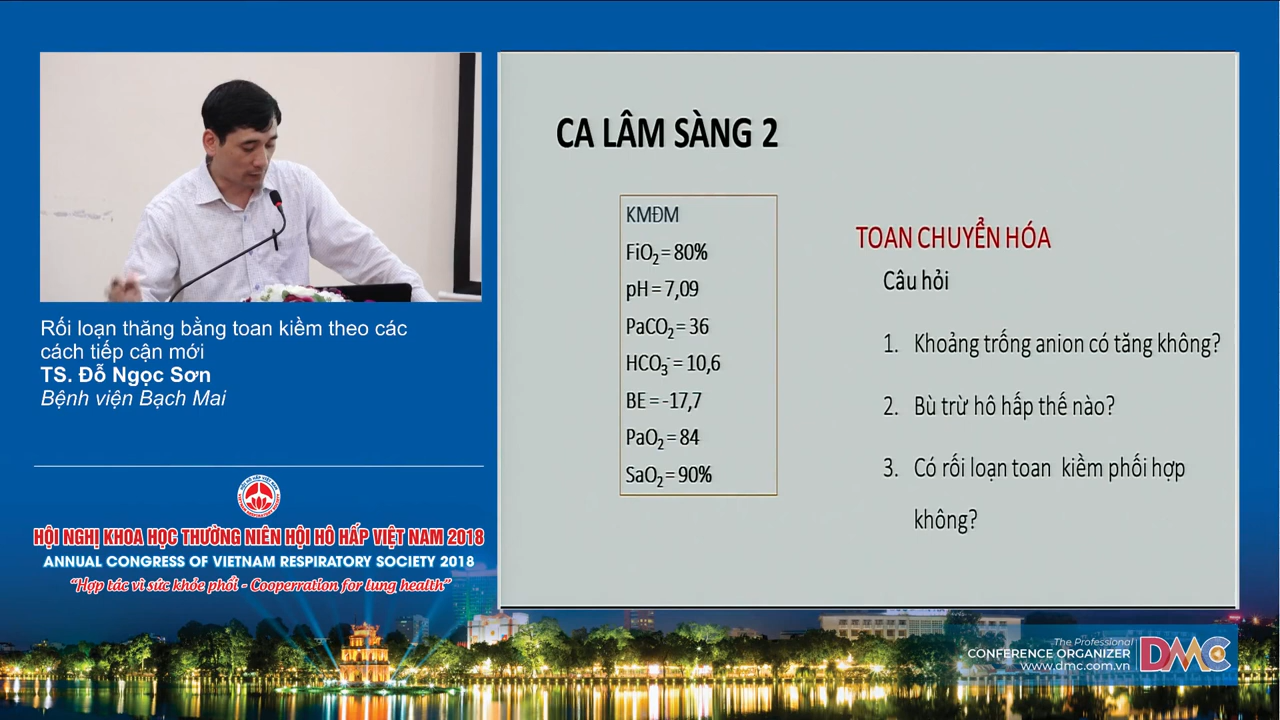 Rối loạn thăng bằng toan kiềm theo các
cách tiếp cận mới
TS. Đỗ Ngọc Sơn
Bệnh viện Bạch Mai
HỘI NGHỊ KHOA HỌC THƯỜNG NIÊN HỘI HÔ HẤP VIỆT NAM 2018
ANNUAL CONGRESS OF VIETNAM RESPIRATORY SOCIETY 2018
“Hợp tác vì sức khỏe phổi - Cooperration for lung health”
CA LÂM SÀNG 2
KMĐM
FiO₂ = 80%
pH = 7,09
PaCO₂ = 36
HCO₃⁻ = 10,6
BE = -17,7
PaO₂ = 84
SaO₂ = 90%
TOAN CHUYỂN HÓA
Câu hỏi
1. Khoảng trống anion có tăng không?
2. Bù trừ hô hấp thế nào?
3. Có rối loạn toan kiềm phối hợp
không?
The Professional
CONFERENCE ORGANIZER
www.dmc.com.vn
DMC